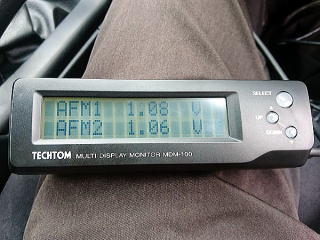 AFM1 1.08 V
AFM2 1.06 V
SELECT
UP
DOWN
TECHTOM MULTI DISPLAY MONITOR MDM-100